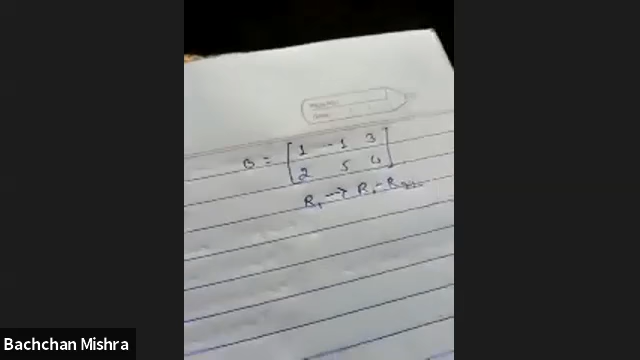 B = [ 1 -1 3
2 5 4 ]
R₁ → R₁ - R
Bachchan Mishra